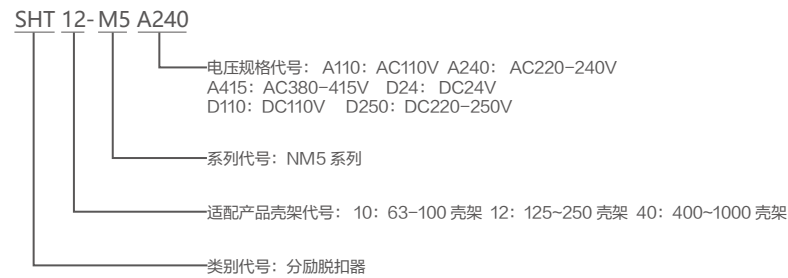 SHT 12- M5 A240
电压规格代号： A110：AC110V A240： AC220-240V
A415：AC380-415V D24： DC24V
D110：DC110V D250：DC220-250V
系列代号：NM5 系列
适配产品壳架代号： 10：63-100 壳架 12：125~250 壳架 40：400~1000 壳架
类别代号：分励脱扣器